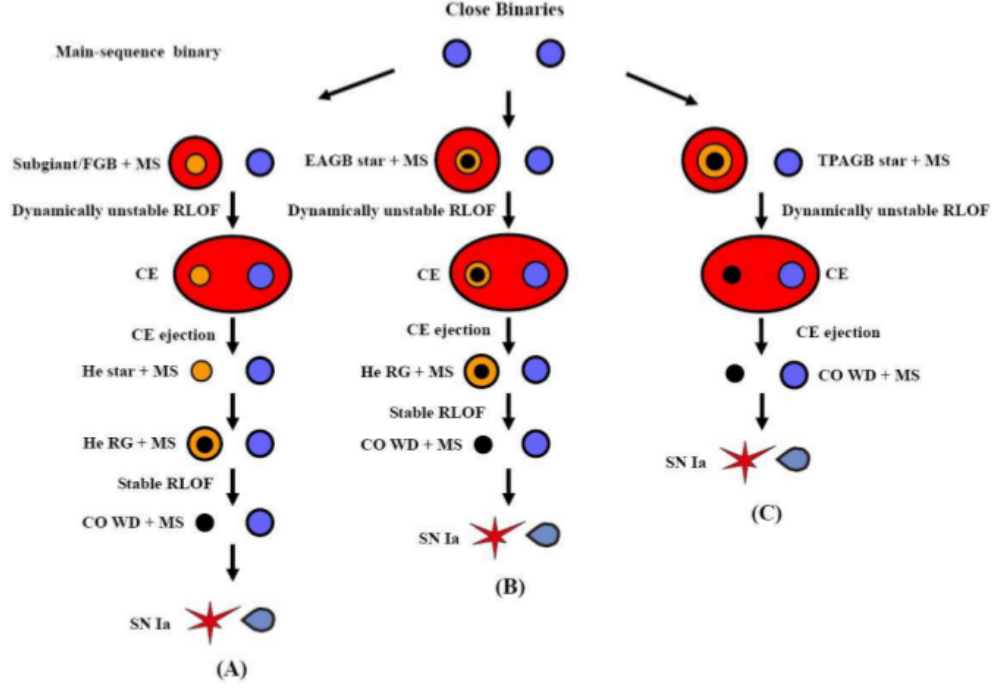 Close Binaries
Main-sequence binary
Subgiant/FGB + MS
EAGB star + MS
TPAGB star + MS
Dynamically unstable RLOF
Dynamically unstable RLOF
Dynamically unstable RLOF
CE
CE
CE
CE ejection
CE ejection
CE ejection
He star + MS
He RG + MS
CO WD + MS
Stable RLOF
He RG + MS
CO WD + MS
SN Ia
Stable RLOF
(C)
CO WD + MS
SN Ia
(B)
SN Ia
(A)